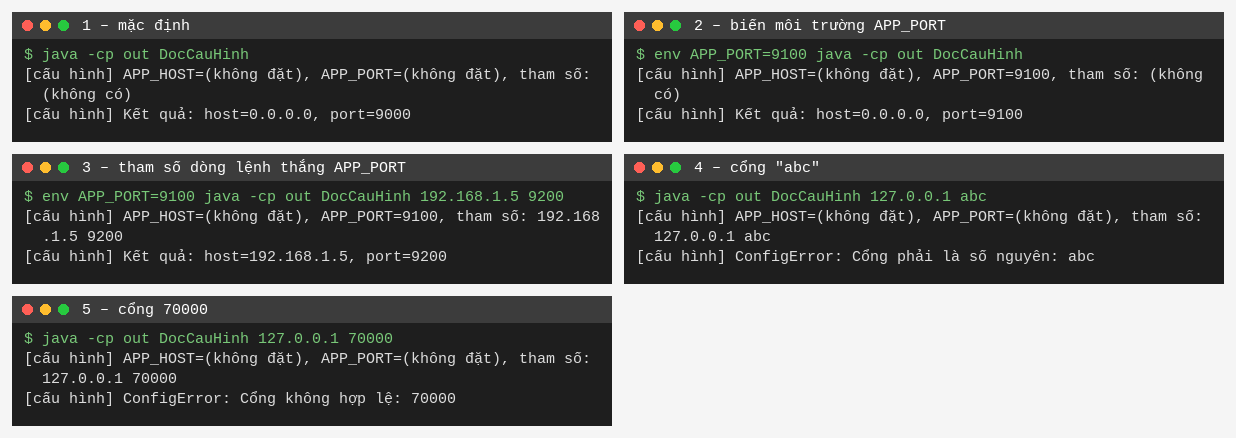 1 – mặc định
$ java -cp out DocCauHinh
[cấu hình] APP_HOST=(không đặt), APP_PORT=(không đặt), tham số:
(không có)
[cấu hình] Kết quả: host=0.0.0.0, port=9000
2 – biến môi trường APP_PORT
$ env APP_PORT=9100 java -cp out DocCauHinh
[cấu hình] APP_HOST=(không đặt), APP_PORT=9100, tham số: (không
có)
[cấu hình] Kết quả: host=0.0.0.0, port=9100
3 – tham số dòng lệnh thắng APP_PORT
$ env APP_PORT=9100 java -cp out DocCauHinh 192.168.1.5 9200
[cấu hình] APP_HOST=(không đặt), APP_PORT=9100, tham số: 192.168
.1.5 9200
[cấu hình] Kết quả: host=192.168.1.5, port=9200
4 – cổng "abc"
$ java -cp out DocCauHinh 127.0.0.1 abc
[cấu hình] APP_HOST=(không đặt), APP_PORT=(không đặt), tham số:
127.0.0.1 abc
[cấu hình] ConfigError: Cổng phải là số nguyên: abc
5 – cổng 70000
$ java -cp out DocCauHinh 127.0.0.1 70000
[cấu hình] APP_HOST=(không đặt), APP_PORT=(không đặt), tham số:
127.0.0.1 70000
[cấu hình] ConfigError: Cổng không hợp lệ: 70000